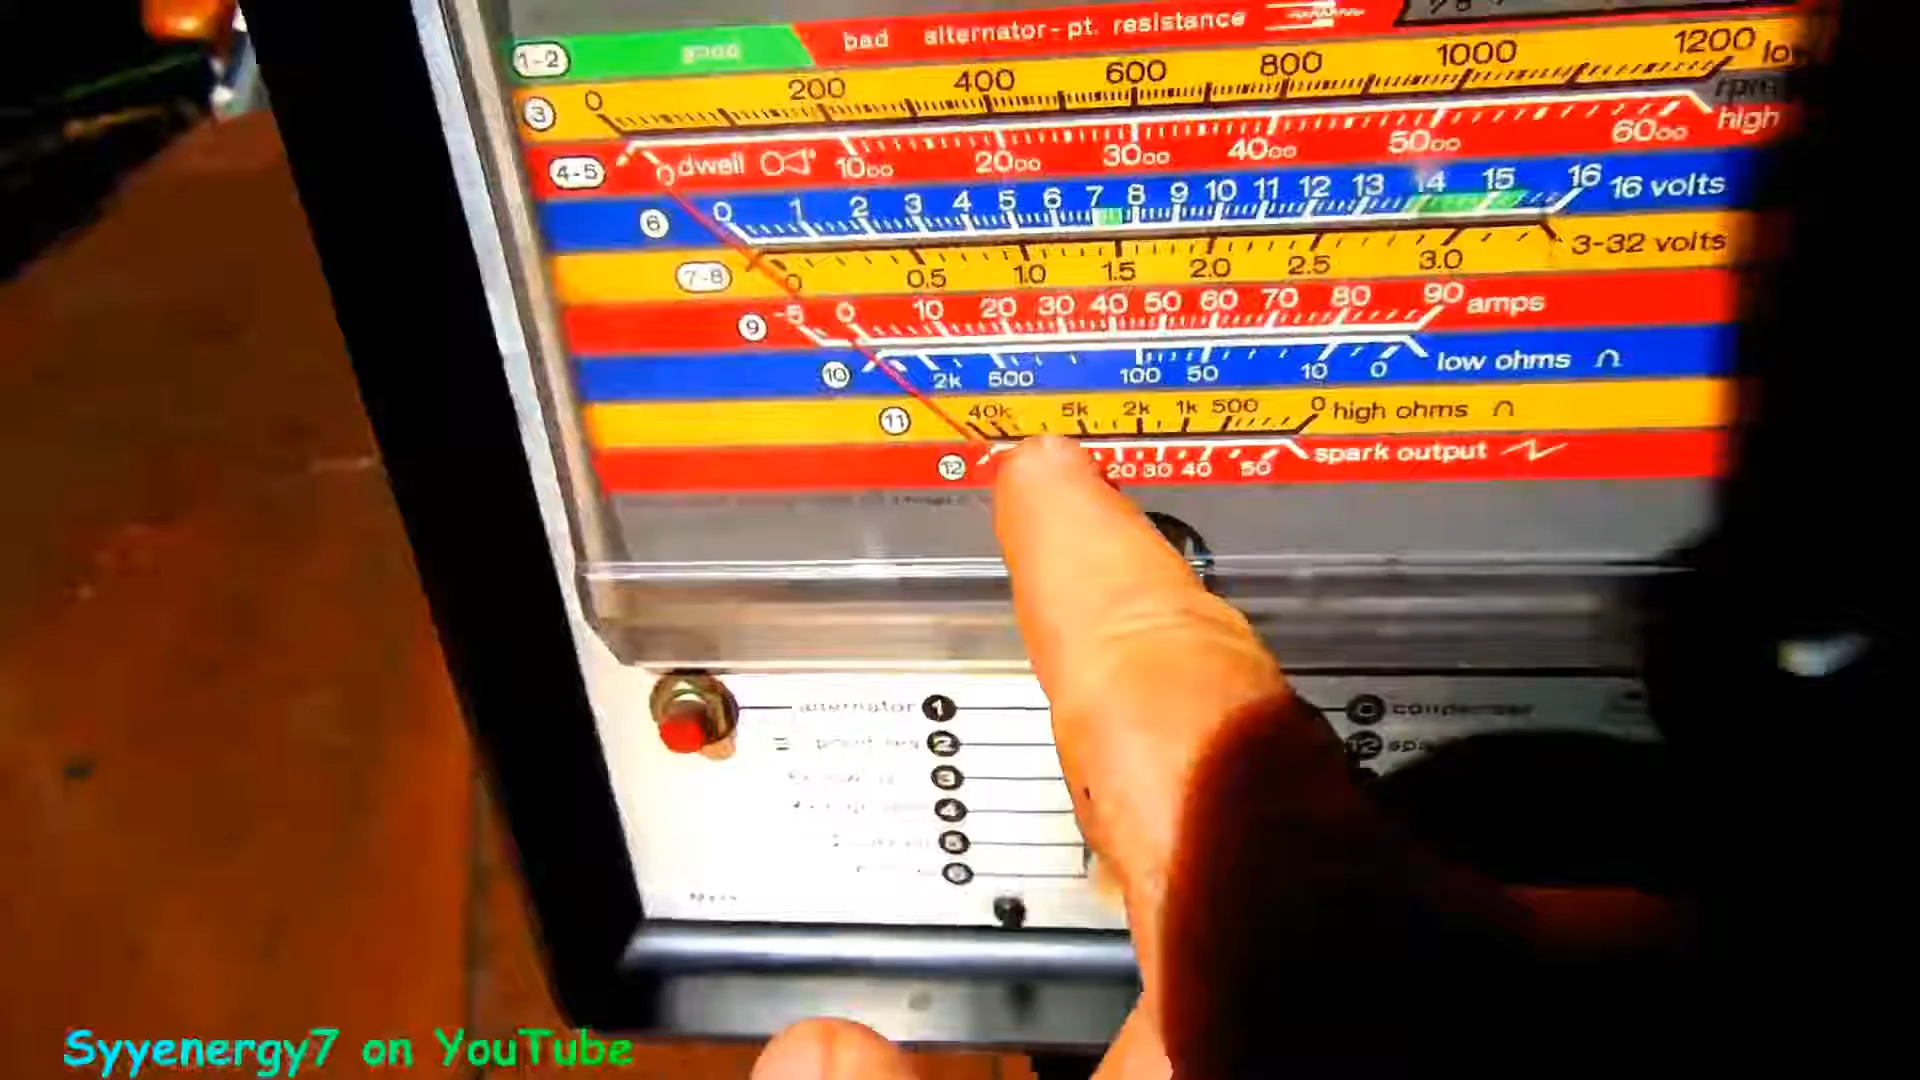 1-2 good bad alternator-pt. resistance
3 0 200 400 600 800 1000 1200 lo
rpm
4-5 0 dwell 10oo 20oo 30oo 40oo 50oo 60oo high
6 0 1 2 3 4 5 6 7 8 9 10 11 12 13 14 15 16 16 volts
7-8 0 0.5 1.0 1.5 2.0 2.5 3.0 3-32 volts
9 -5 0 10 20 30 40 50 60 70 80 90 amps
10 2k 500 100 50 10 0 low ohms
11 40k 5k 2k 1k 500 0 high ohms
12 20 30 40 50 spark output
alternator 1
condenser
2
3
4
Syyenergy7 on YouTube